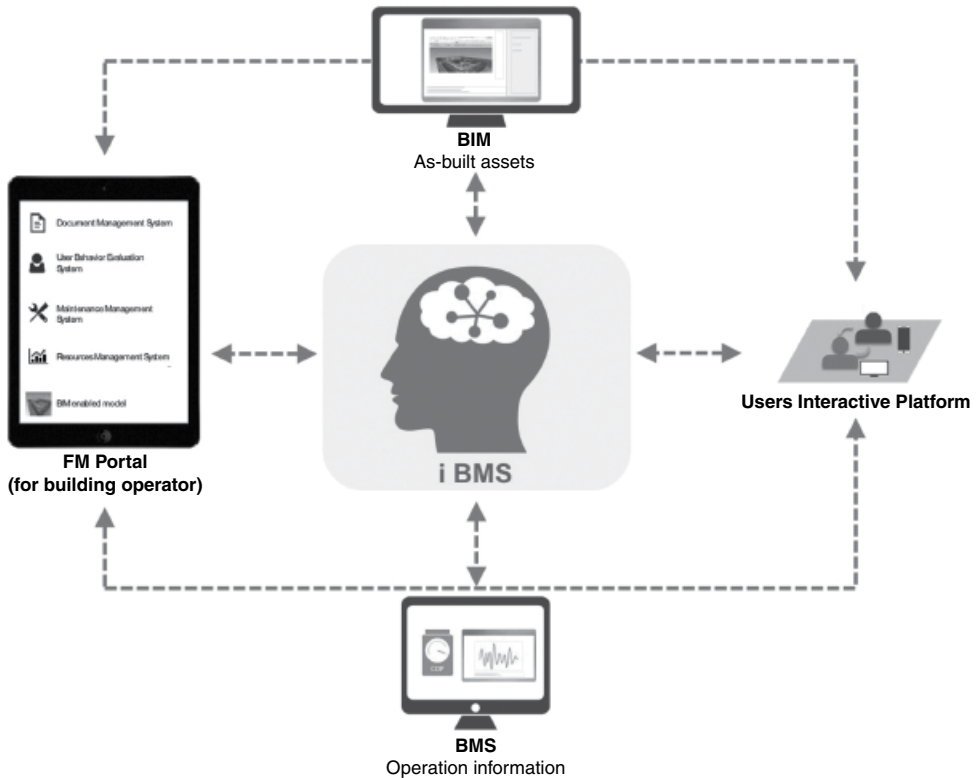 BIM
As-built assets
Document Management System
User Behavior Evaluation
System
Maintenance Management
System
Resources Management System
BIM enabled model
FM Portal
(for building operator)
i BMS
Users Interactive Platform
BMS
Operation information